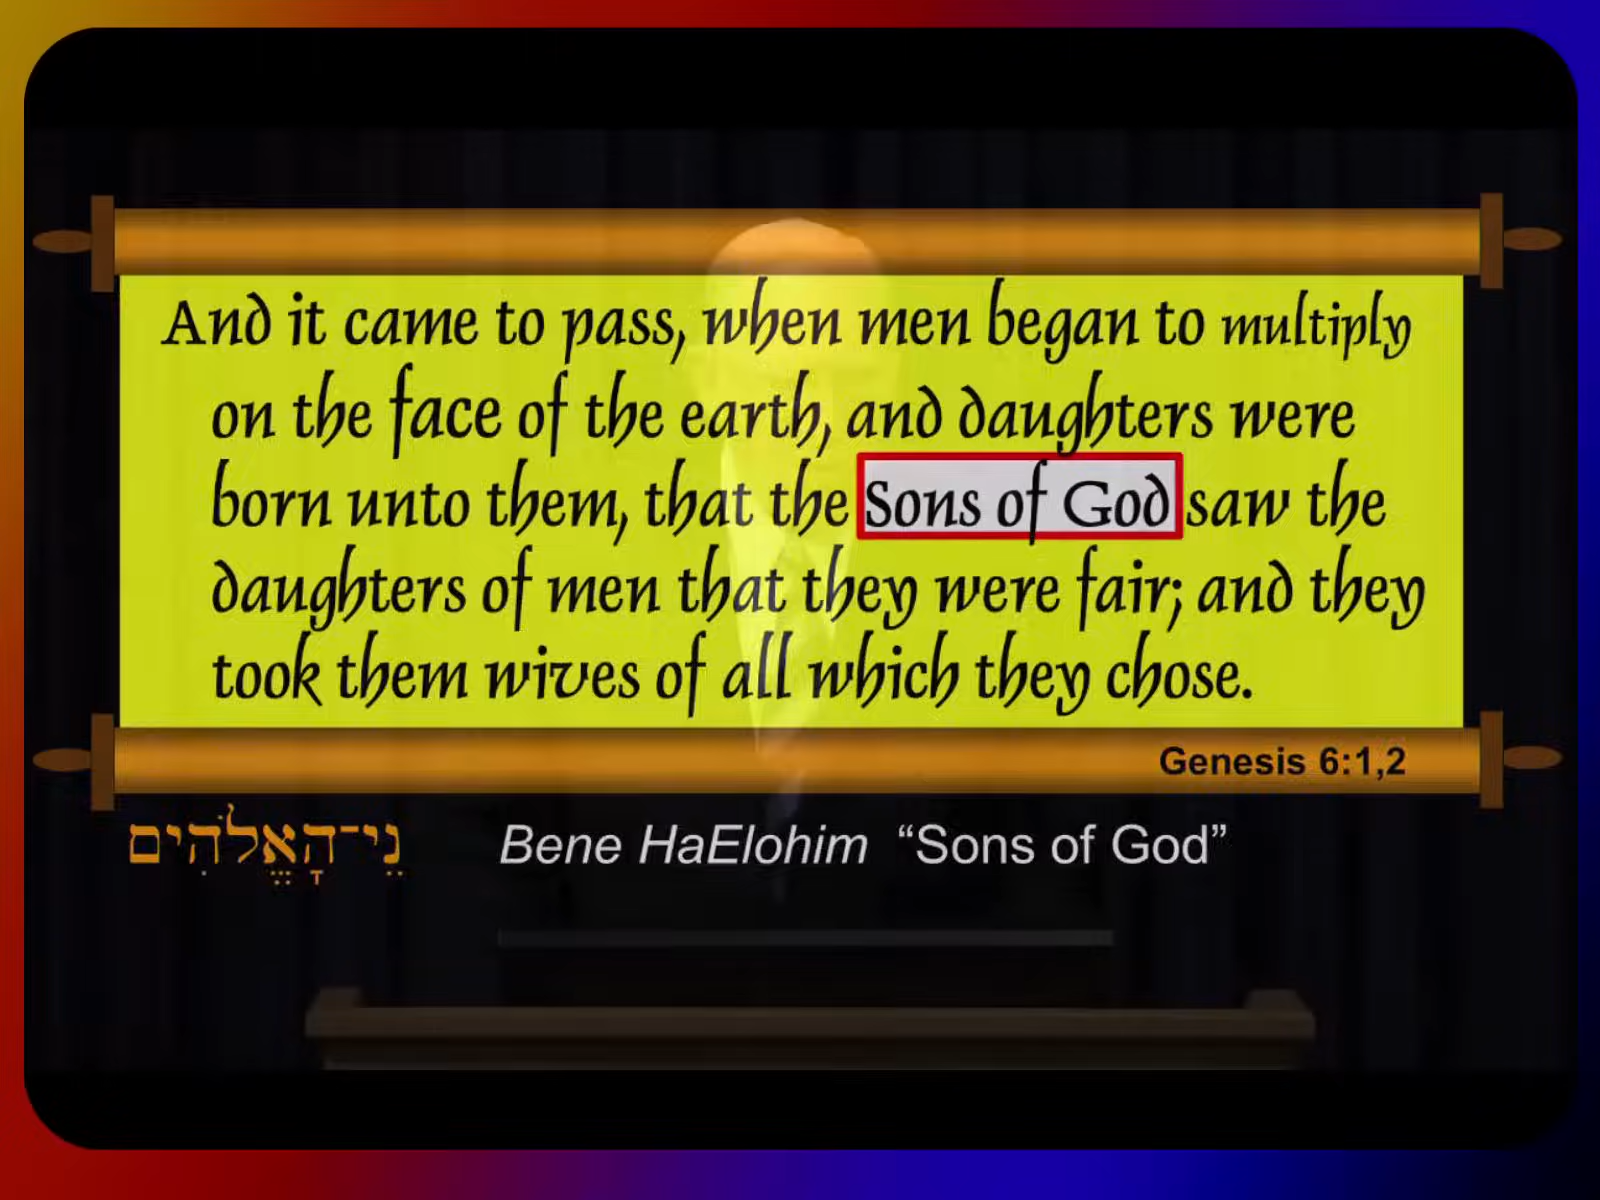 And it came to pass, when men began to multiply
on the face of the earth, and daughters were
born unto them, that the Sons of God saw the
daughters of men that they were fair; and they
took them wives of all which they chose.
Genesis 6:1,2
נֵי־הָאֱלֹהִים Bene HaElohim “Sons of God”